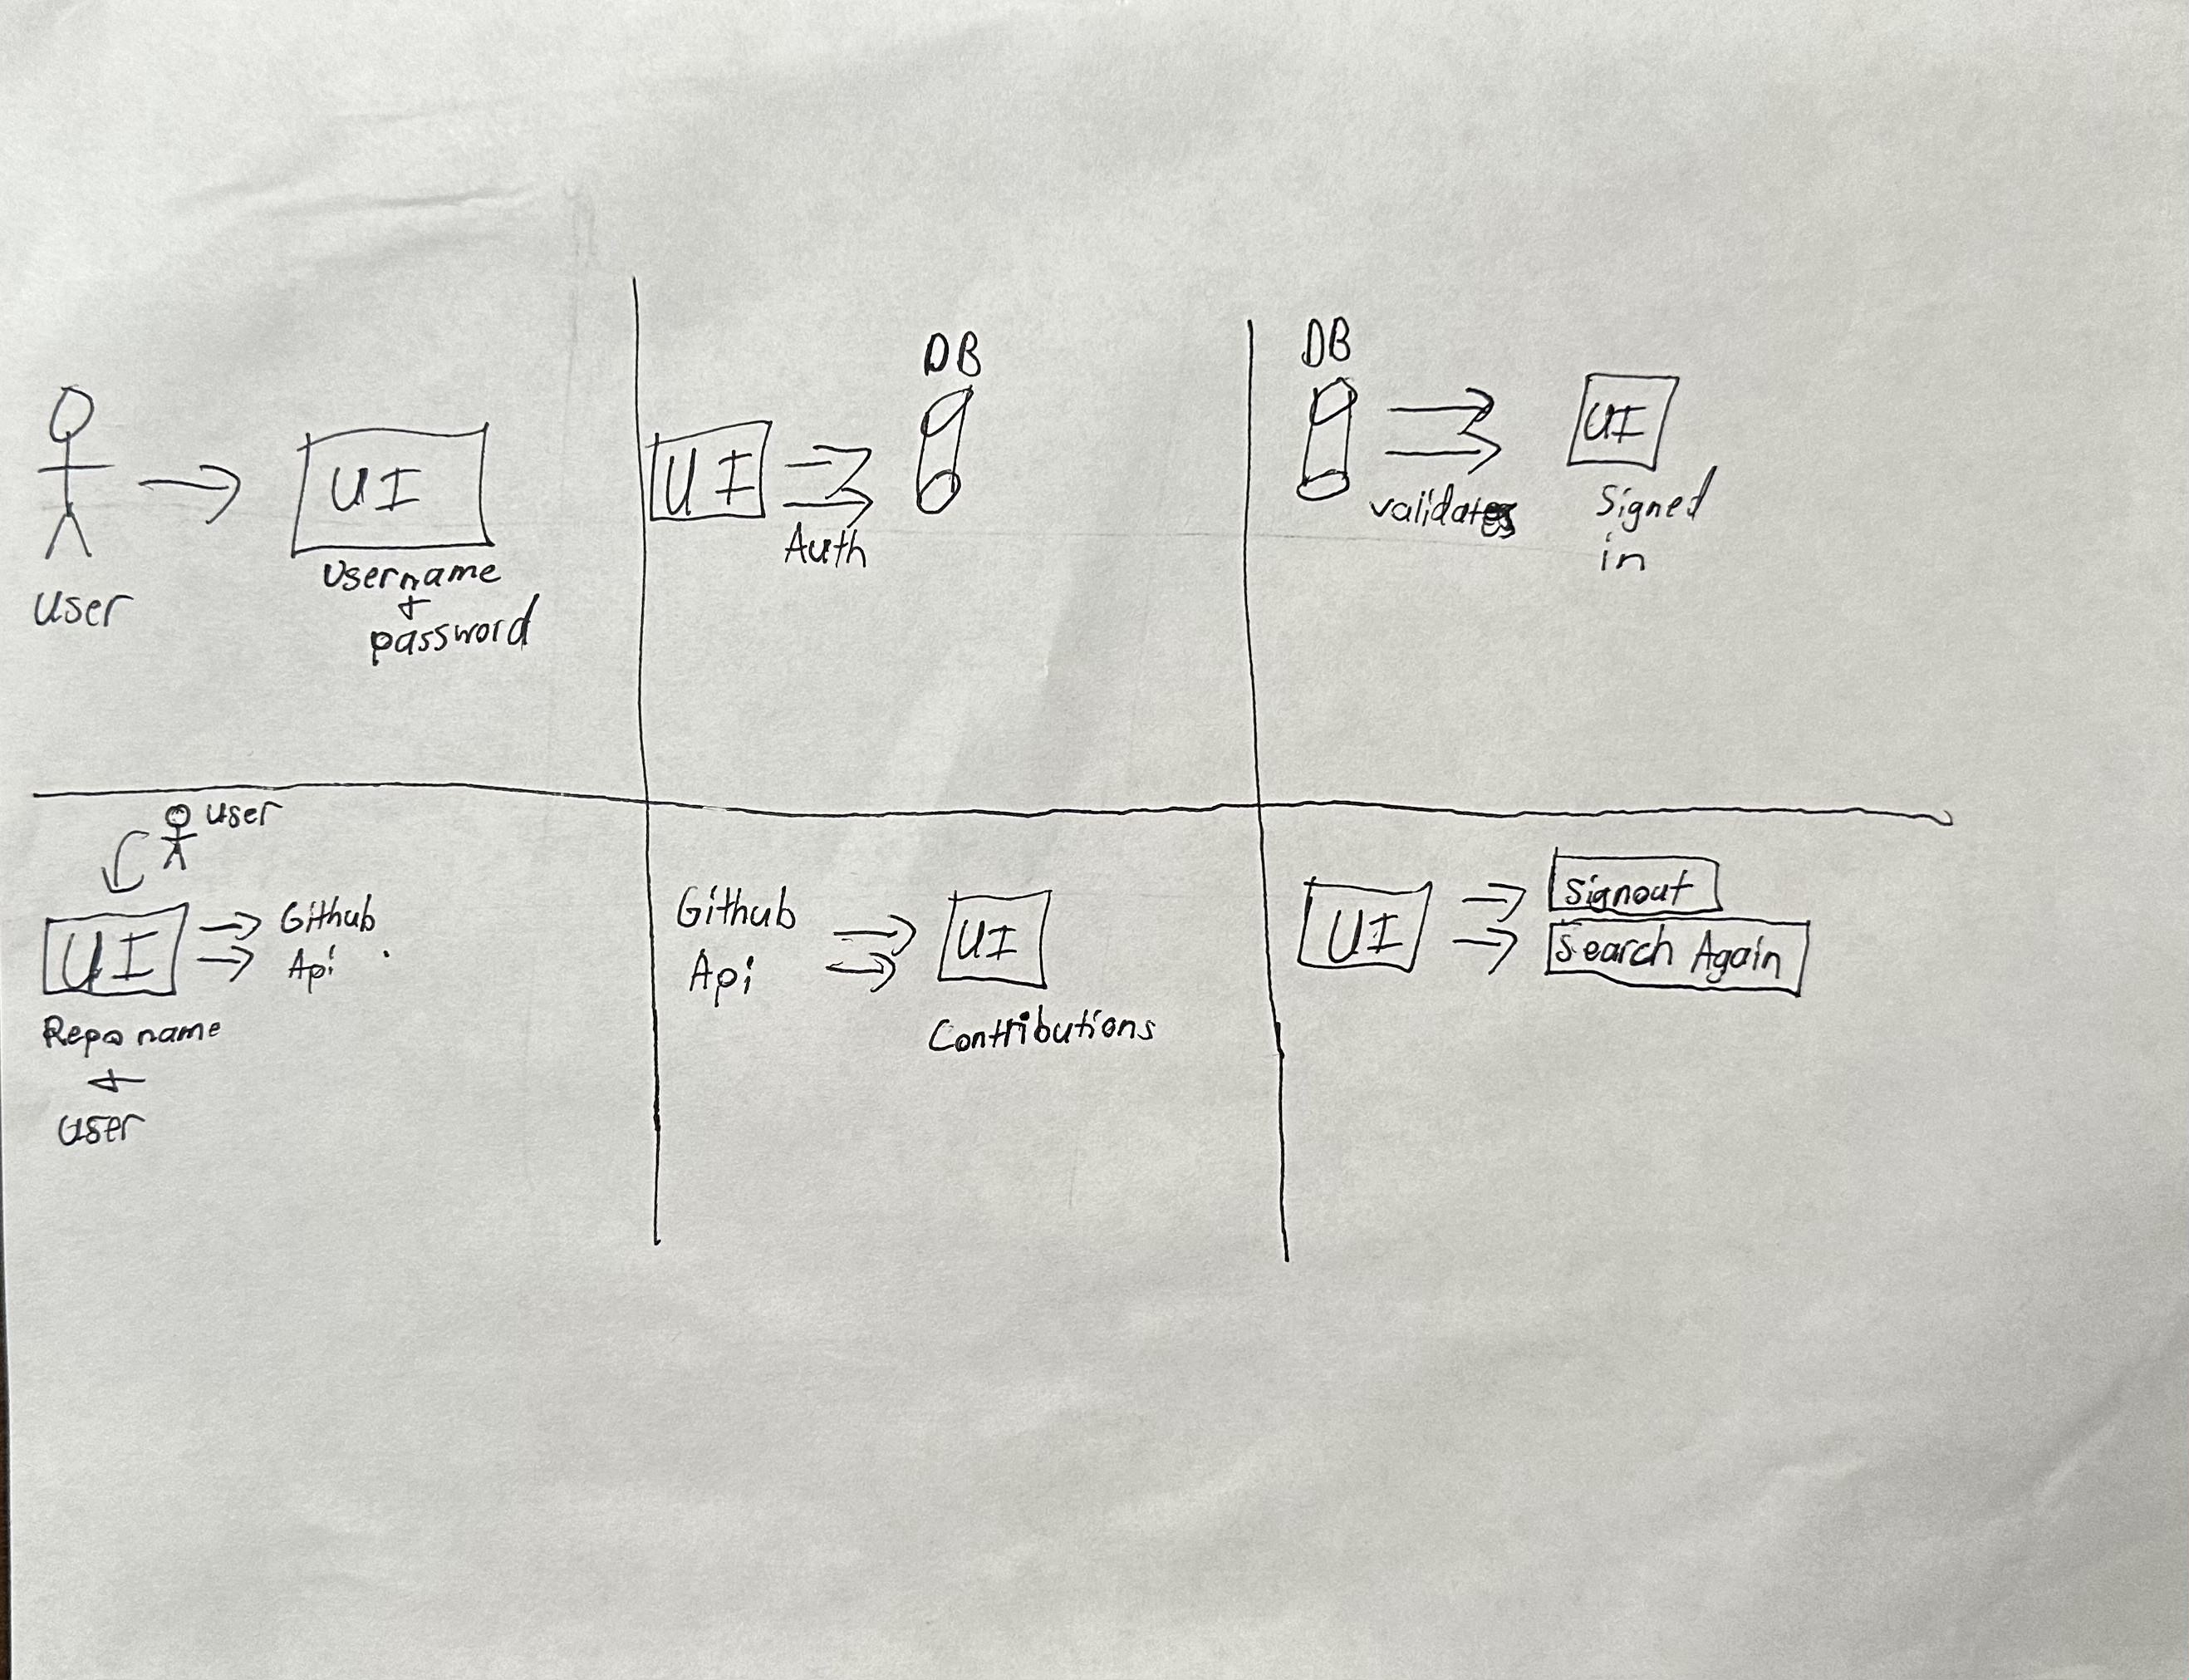 User
UI
Username
+
password
UI
Auth
DB
DB
validates
UI
Signed
in
user
UI
Github
Api
Repo name
+
user
Github
Api
UI
Contributions
UI
Signout
Search Again